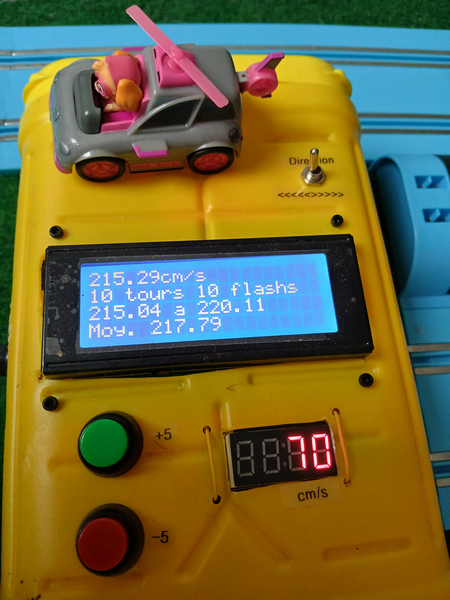 Direction
215.29cm/s
10 tours 10 flashs
215.04 a 220.11
Moy. 217.79
+5
70
cm/s
-5